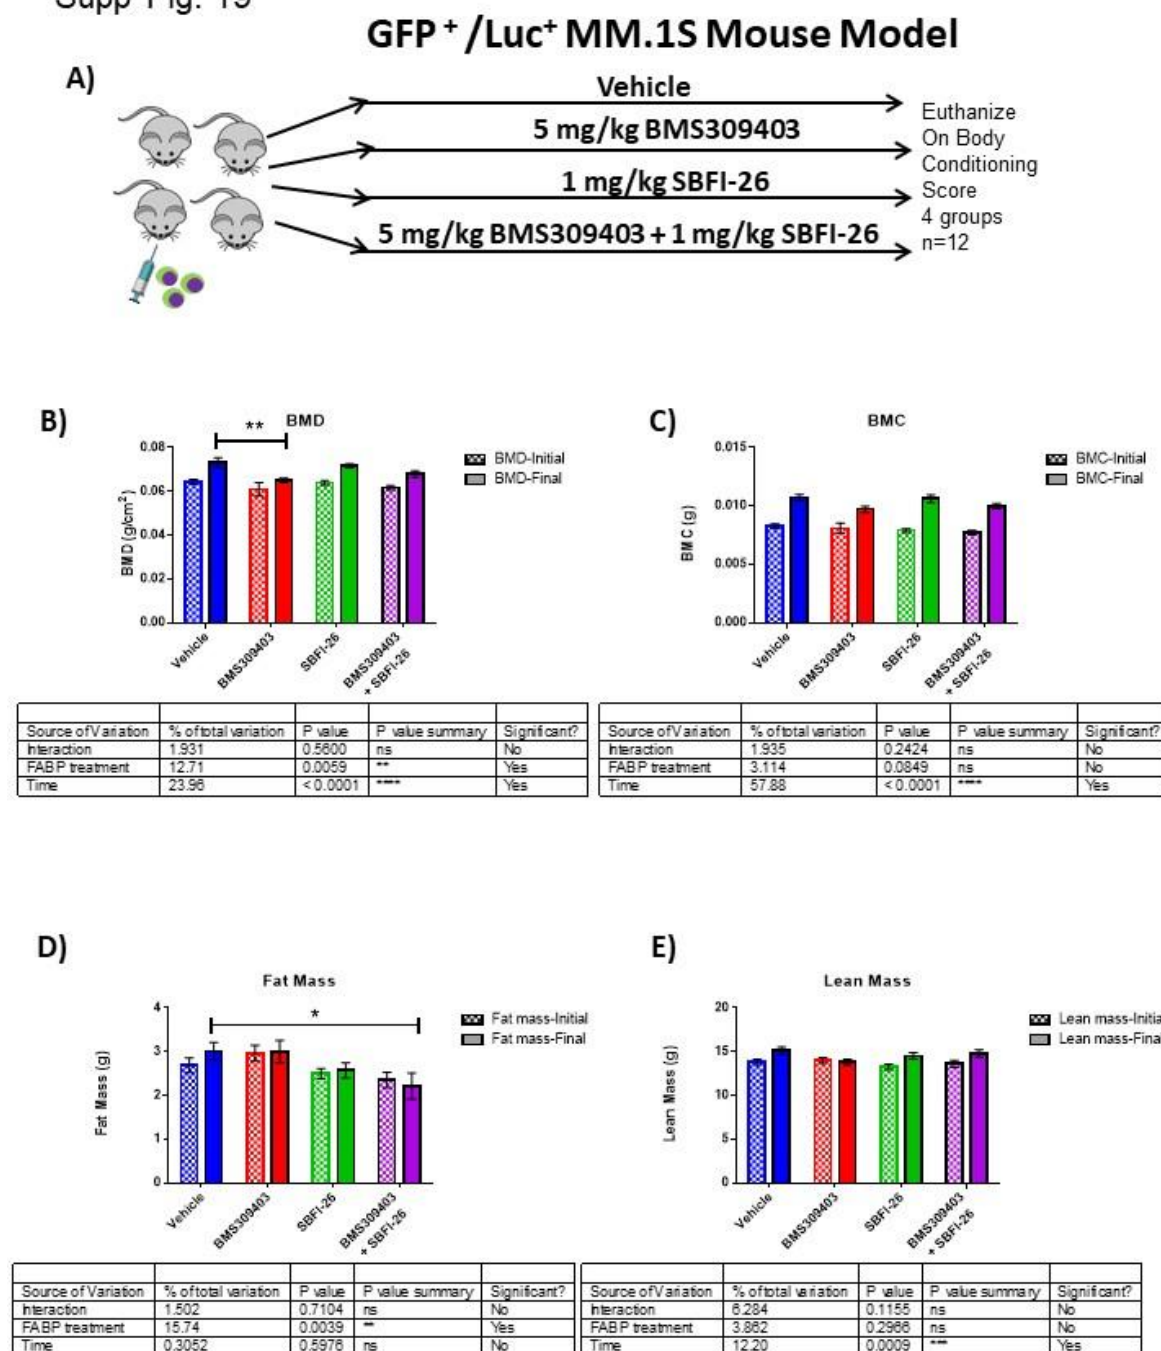 Supp Fig. 19
GFP + /Luc+ MM.1S Mouse Model
A)
Vehicle
5 mg/kg BMS309403
1 mg/kg SBFI-26
5 mg/kg BMS309403 + 1 mg/kg SBFI-26
Euthanize
On Body
Conditioning
Score
4 groups
n=12
B)
BMD
**
BMD-Initial
BMD-Final
BMD (g/cm2)
0.08
0.06
0.04
0.02
0.00
Vehicle
BMS309403
SBFI-26
BMS309403
+ SBFI-26
Source of Variation % of total variation P value P value summary Significant?
Interaction 1.931 0.5600 ns No
FABP treatment 12.71 0.0059 ** Yes
Time 23.96 < 0.0001 **** Yes
C)
BMC
BMC-Initial
BMC-Final
BMC (g)
0.015
0.010
0.005
0.000
Vehicle
BMS309403
SBFI-26
BMS309403
+ SBFI-26
Source of Variation % of total variation P value P value summary Significant?
Interaction 1.935 0.2424 ns No
FABP treatment 3.114 0.0849 ns No
Time 57.88 < 0.0001 **** Yes
D)
Fat Mass
*
Fat mass-Initial
Fat mass-Final
Fat Mass (g)
4
3
2
1
0
Vehicle
BMS309403
SBFI-26
BMS309403
+ SBFI-26
Source of Variation % of total variation P value P value summary Significant?
Interaction 1.502 0.7104 ns No
FABP treatment 15.74 0.0039 ** Yes
Time 0.3052 0.5976 ns No
E)
Lean Mass
Lean mass-Initial
Lean mass-Final
Lean Mass (g)
20
15
10
5
0
Vehicle
BMS309403
SBFI-26
BMS309403
+ SBFI-26
Source of Variation % of total variation P value P value summary Significant?
Interaction 6.284 0.1155 ns No
FABP treatment 3.862 0.2966 ns No
Time 12.20 0.0009 *** Yes